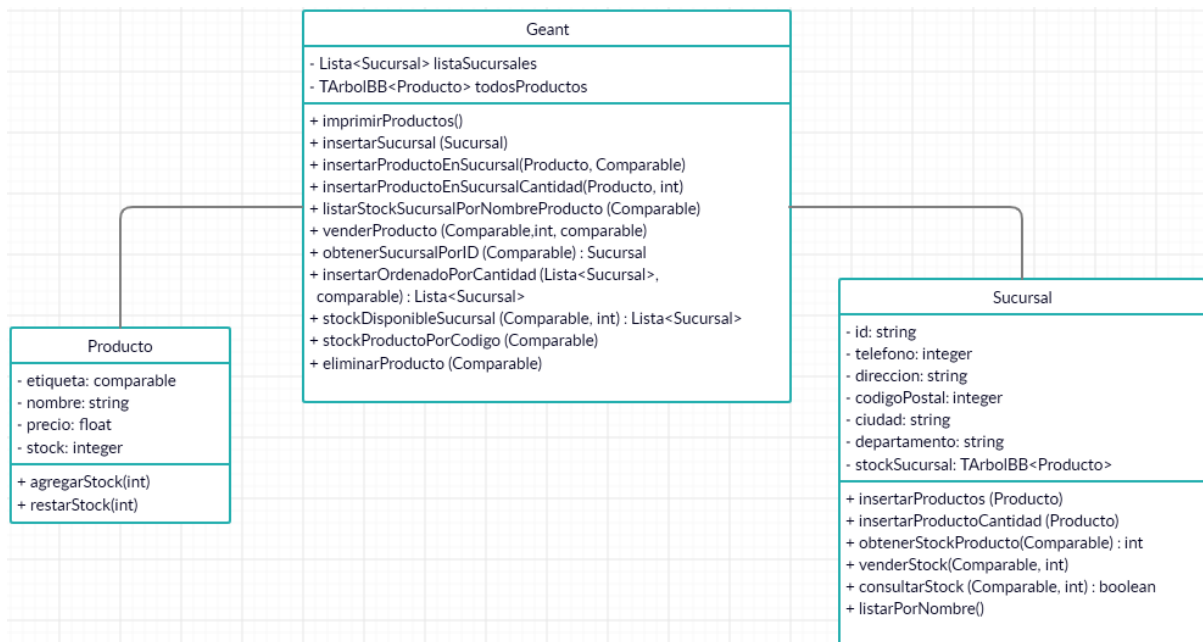 Geant
- Lista<Sucursal> listaSucursales
- TArbolBB<Producto> todosProductos
+ imprimirProductos()
+ insertarSucursal (Sucursal)
+ insertarProductoEnSucursal(Producto, Comparable)
+ insertarProductoEnSucursalCantidad(Producto, int)
+ listarStockSucursalPorNombreProducto (Comparable)
+ venderProducto (Comparable,int, comparable)
+ obtenerSucursalPorID (Comparable) : Sucursal
+ insertarOrdenadoPorCantidad (Lista<Sucursal>,
comparable) : Lista<Sucursal>
+ stockDisponibleSucursal (Comparable, int) : Lista<Sucursal>
+ stockProductoPorCodigo (Comparable)
+ eliminarProducto (Comparable)
Producto
- etiqueta: comparable
- nombre: string
- precio: float
- stock: integer
+ agregarStock(int)
+ restarStock(int)
Sucursal
- id: string
- telefono: integer
- direccion: string
- codigoPostal: integer
- ciudad: string
- departamento: string
- stockSucursal: TArbolBB<Producto>
+ insertarProductos (Producto)
+ insertarProductoCantidad (Producto)
+ obtenerStockProducto(Comparable) : int
+ venderStock(Comparable, int)
+ consultarStock (Comparable, int) : boolean
+ listarPorNombre()